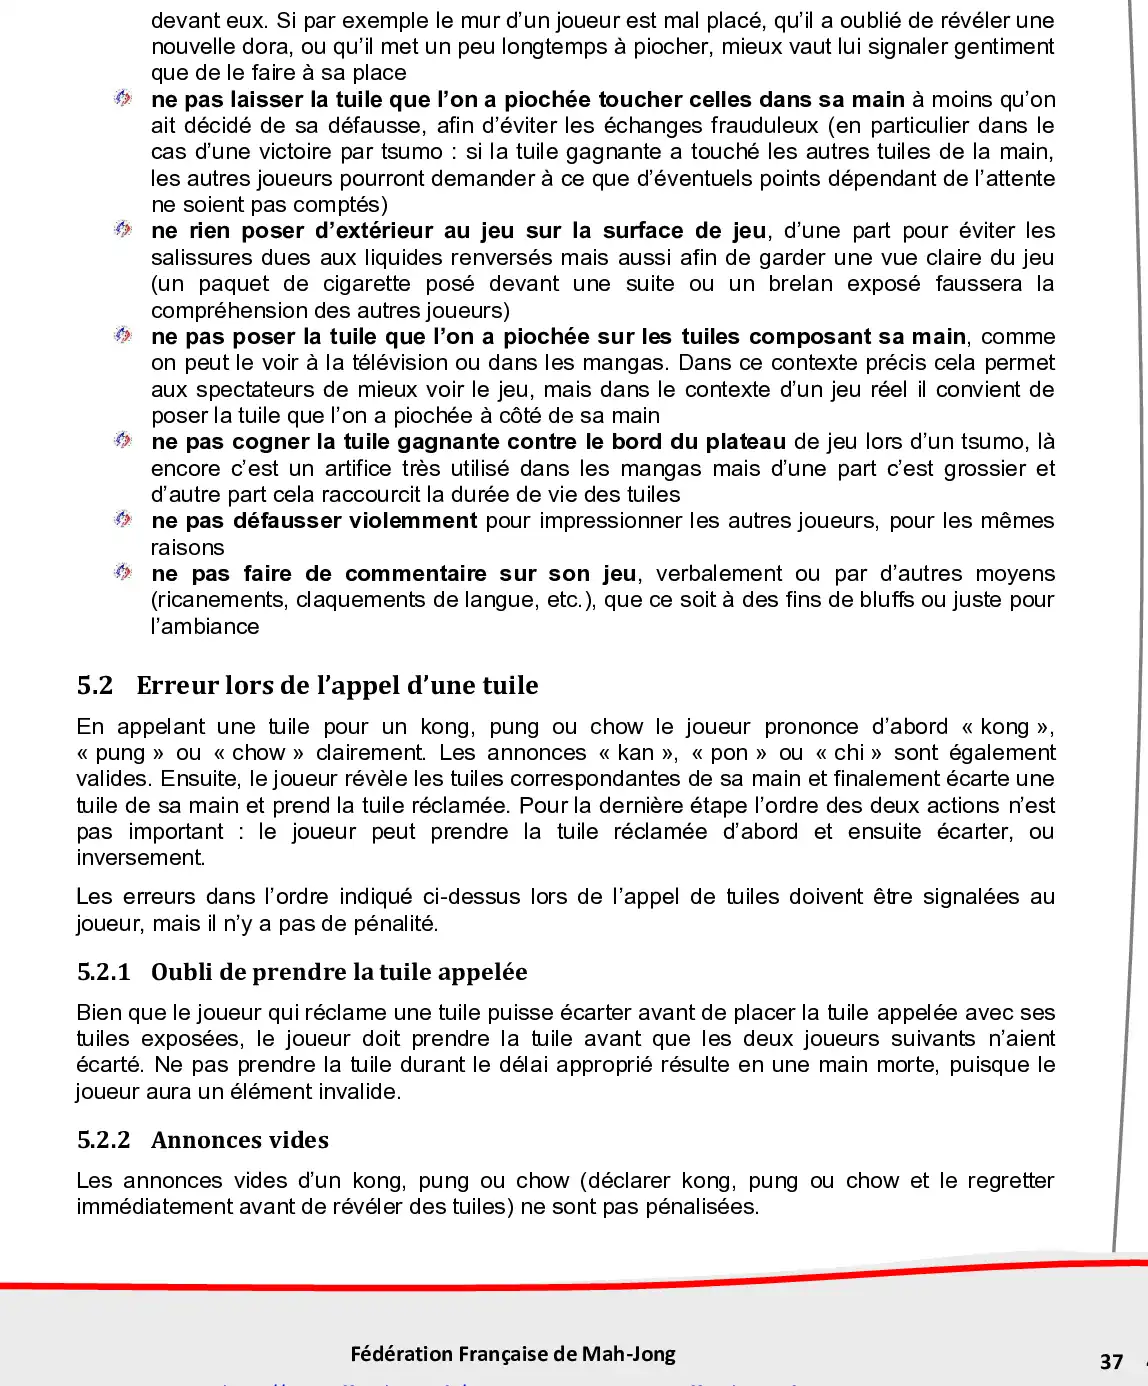 devant eux. Si par exemple le mur d’un joueur est mal placé, qu’il a oublié de révéler une
nouvelle dora, ou qu’il met un peu longtemps à piocher, mieux vaut lui signaler gentiment
que de le faire à sa place
ne pas laisser la tuile que l’on a piochée toucher celles dans sa main à moins qu’on
ait décidé de sa défausse, afin d’éviter les échanges frauduleux (en particulier dans le
cas d’une victoire par tsumo : si la tuile gagnante a touché les autres tuiles de la main,
les autres joueurs pourront demander à ce que d’éventuels points dépendant de l’attente
ne soient pas comptés)
ne rien poser d’extérieur au jeu sur la surface de jeu, d’une part pour éviter les
salissures dues aux liquides renversés mais aussi afin de garder une vue claire du jeu
(un paquet de cigarette posé devant une suite ou un brelan exposé faussera la
compréhension des autres joueurs)
ne pas poser la tuile que l’on a piochée sur les tuiles composant sa main, comme
on peut le voir à la télévision ou dans les mangas. Dans ce contexte précis cela permet
aux spectateurs de mieux voir le jeu, mais dans le contexte d’un jeu réel il convient de
poser la tuile que l’on a piochée à côté de sa main
ne pas cogner la tuile gagnante contre le bord du plateau de jeu lors d’un tsumo, là
encore c’est un artifice très utilisé dans les mangas mais d’une part c’est grossier et
d’autre part cela raccourcit la durée de vie des tuiles
ne pas défausser violemment pour impressionner les autres joueurs, pour les mêmes
raisons
ne pas faire de commentaire sur son jeu, verbalement ou par d’autres moyens
(ricanements, claquements de langue, etc.), que ce soit à des fins de bluffs ou juste pour
l’ambiance
5.2 Erreur lors de l’appel d’une tuile
En appelant une tuile pour un kong, pung ou chow le joueur prononce d’abord « kong »,
« pung » ou « chow » clairement. Les annonces « kan », « pon » ou « chi » sont également
valides. Ensuite, le joueur révèle les tuiles correspondantes de sa main et finalement écarte une
tuile de sa main et prend la tuile réclamée. Pour la dernière étape l’ordre des deux actions n’est
pas important : le joueur peut prendre la tuile réclamée d’abord et ensuite écarter, ou
inversement.
Les erreurs dans l’ordre indiqué ci-dessus lors de l’appel de tuiles doivent être signalées au
joueur, mais il n’y a pas de pénalité.
5.2.1 Oubli de prendre la tuile appelée
Bien que le joueur qui réclame une tuile puisse écarter avant de placer la tuile appelée avec ses
tuiles exposées, le joueur doit prendre la tuile avant que les deux joueurs suivants n’aient
écarté. Ne pas prendre la tuile durant le délai approprié résulte en une main morte, puisque le
joueur aura un élément invalide.
5.2.2 Annonces vides
Les annonces vides d’un kong, pung ou chow (déclarer kong, pung ou chow et le regretter
immédiatement avant de révéler des tuiles) ne sont pas pénalisées.
Fédération Française de Mah-Jong
37